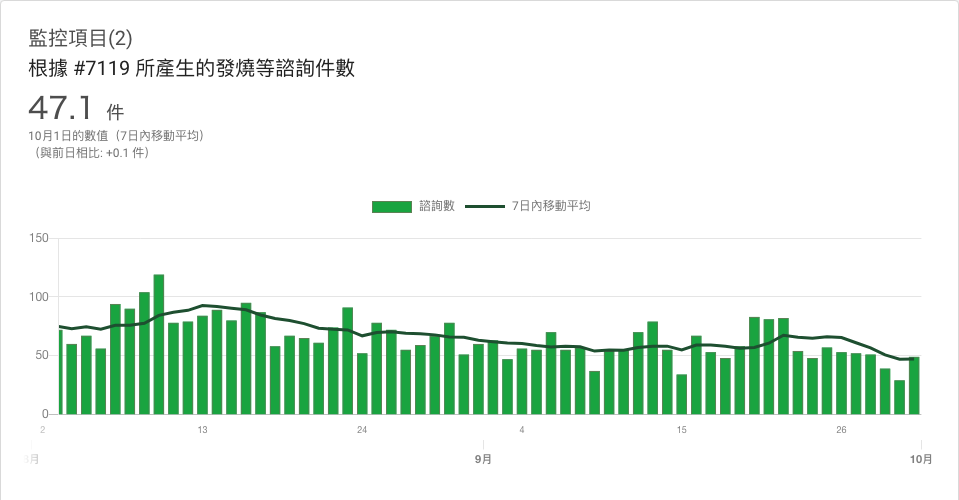 監控項目(2)
根據 #7119 所產生的發燒等諮詢件數
47.1 件
10月1日的數值（7日內移動平均）
（與前日相比: +0.1 件）
諮詢數 7日內移動平均
150
100
50
0
2 13 24 4 15 26
月 9月 10月